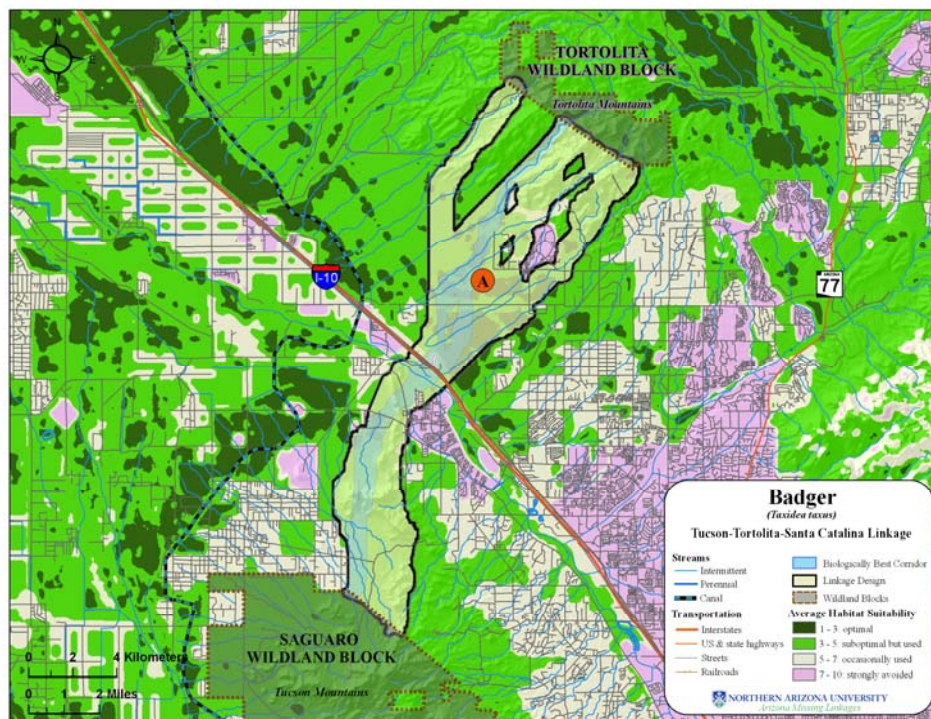 N
W
E
S
TORTOLITA
WILDLAND BLOCK
Tortolita Mountains
I-10
A
ARIZONA
77
SAGUARO
WILDLAND BLOCK
Tucson Mountains
0 2 4 Kilometers
0 1 2 Miles
Badger
(Taxidea taxus)
Tucson-Tortolita-Santa Catalina Linkage
Streams
Intermittent
Perennial
Canal
Transportation
Interstates
US & state highways
Streets
Railroads
Biologically Best Corridor
Linkage Design
Wildland Blocks
Average Habitat Suitability
1 - 3: optimal
3 - 5: suboptimal but used
5 - 7: occasionally used
7 - 10: strongly avoided
NORTHERN ARIZONA UNIVERSITY
Arizona Missing Linkages